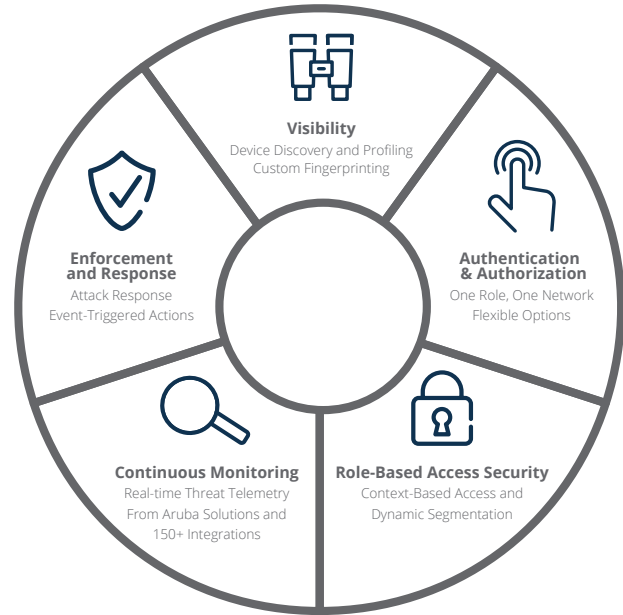 Visibility
Device Discovery and Profiling
Custom Fingerprinting
Authentication
& Authorization
One Role, One Network
Flexible Options
Role-Based Access Security
Context-Based Access and
Dynamic Segmentation
Continuous Monitoring
Real-time Threat Telemetry
From Aruba Solutions and
150+ Integrations
Enforcement
and Response
Attack Response
Event-Triggered Actions